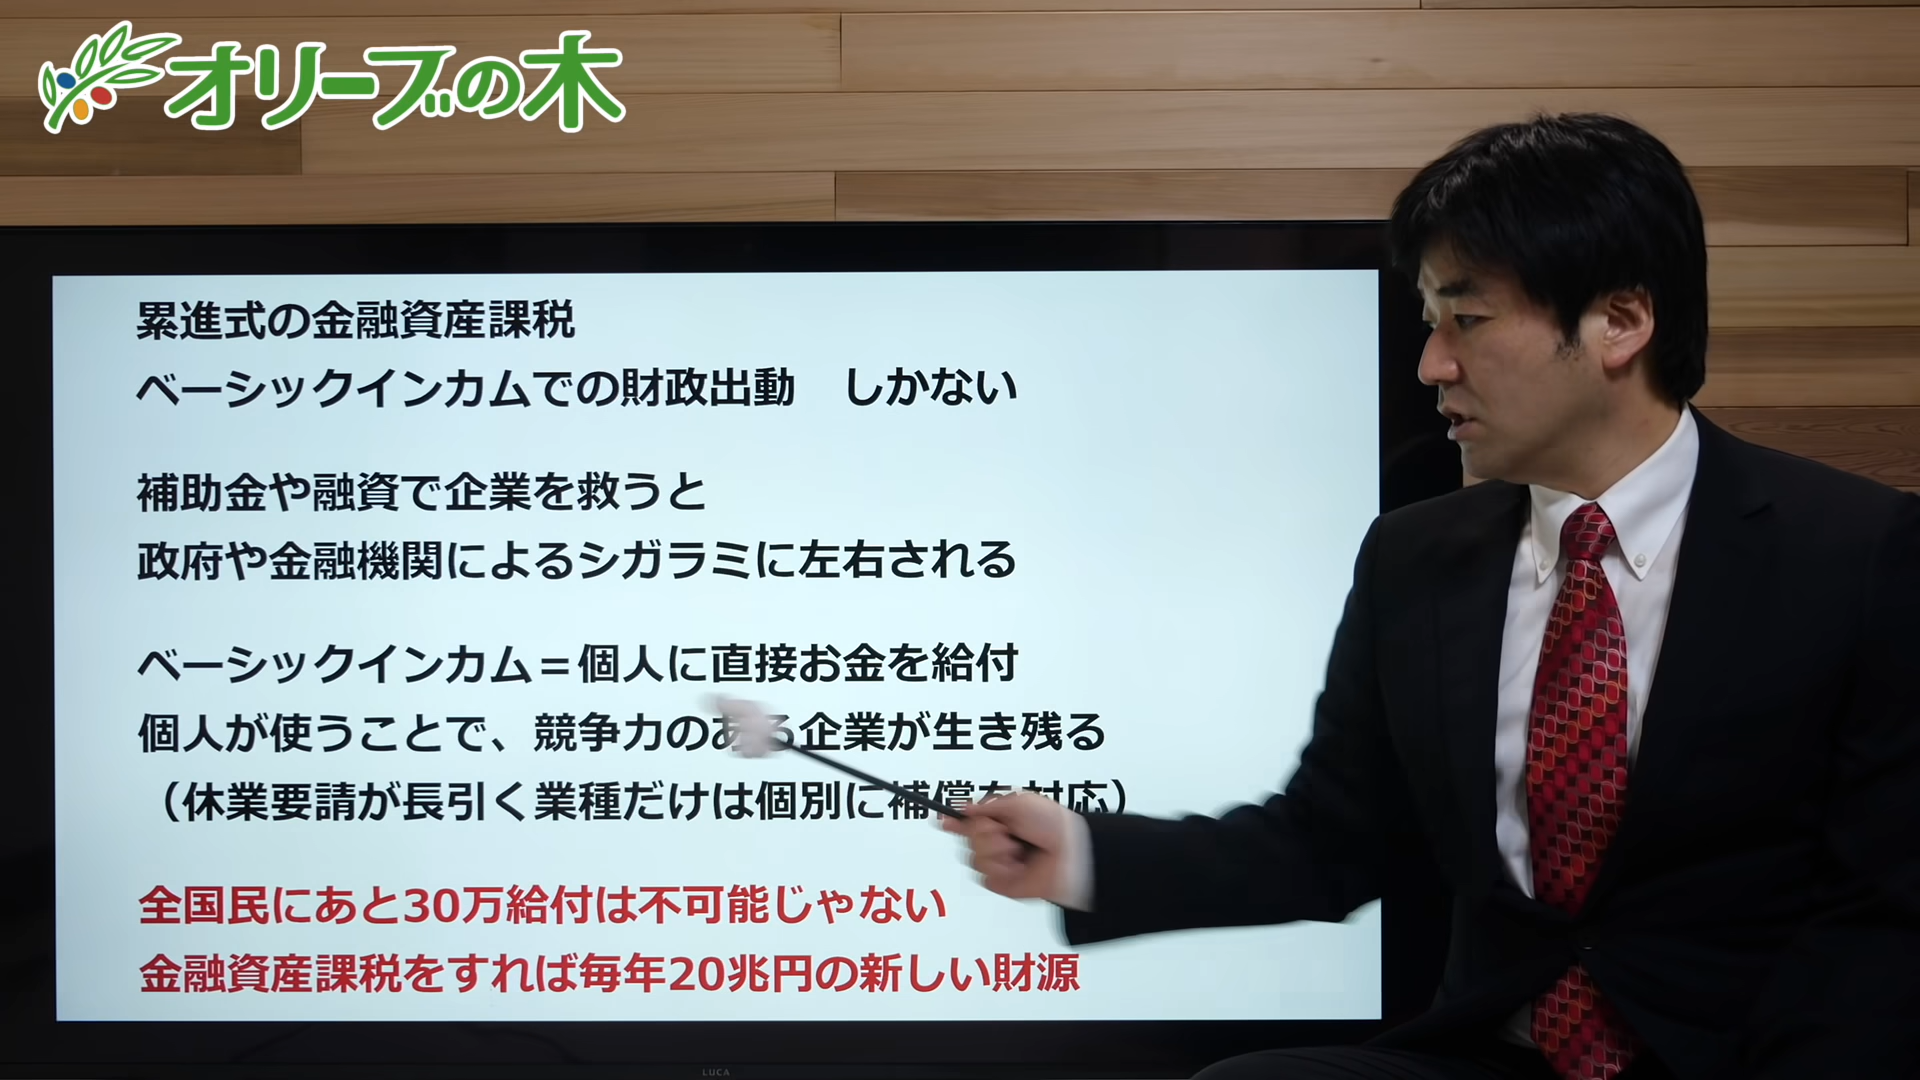 オリーブの木
累進式の金融資産課税
ベーシックインカムでの財政出動　しかない
補助金や融資で企業を救うと
政府や金融機関によるシガラミに左右される
ベーシックインカム＝個人に直接お金を給付
個人が使うことで、競争力のある企業が生き残る
（休業要請が長引く業種だけは個別に補償を対応）
全国民にあと30万給付は不可能じゃない
金融資産課税をすれば毎年20兆円の新しい財源
LUCA